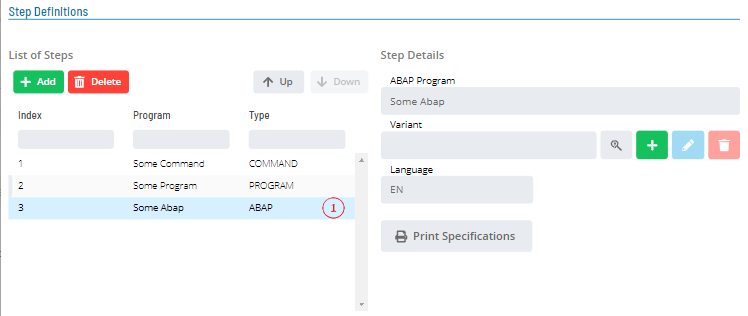 Step Definitions
List of Steps
Add Delete Up Down
Index Program Type
1 Some Command COMMAND
2 Some Program PROGRAM
3 Some Abap ABAP 1
Step Details
ABAP Program
Some Abap
Variant
Language
EN
Print Specifications